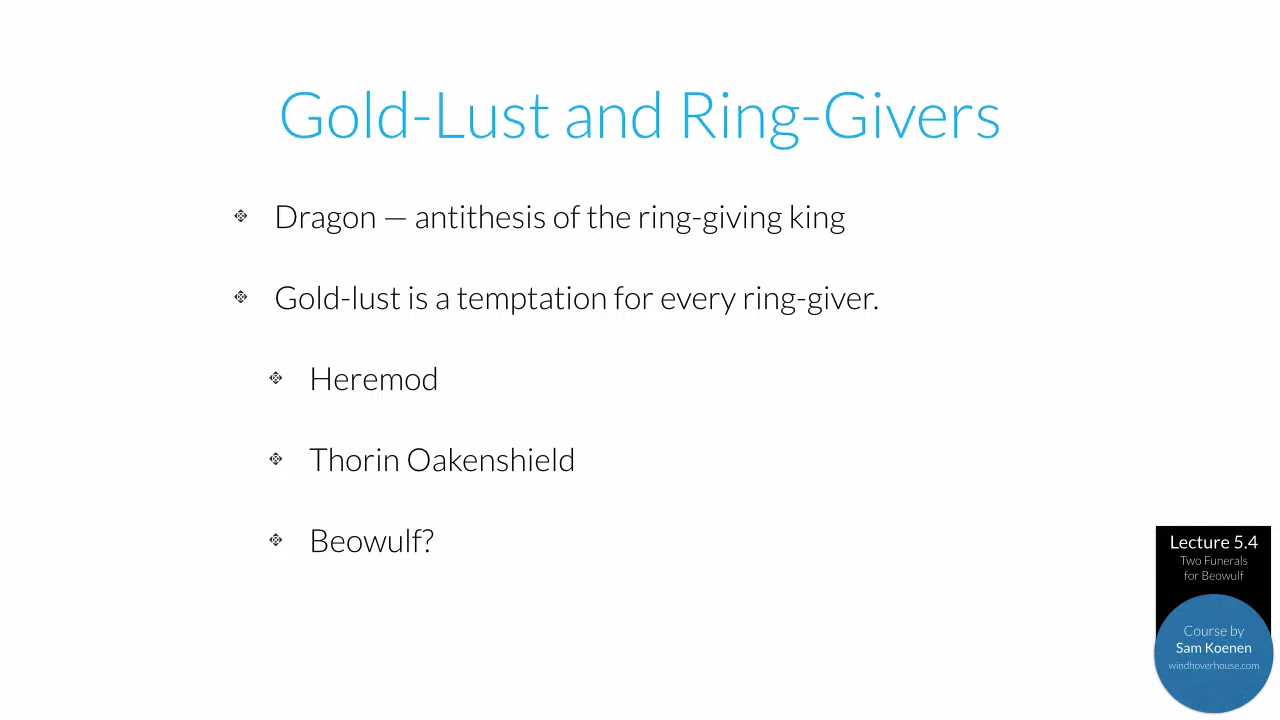 Gold-Lust and Ring-Givers
Dragon — antithesis of the ring-giving king
Gold-lust is a temptation for every ring-giver.
Heremod
Thorin Oakenshield
Beowulf?
Lecture 5.4
Two Funerals
for Beowulf
Course by
Sam Koenen
windhoverhouse.com